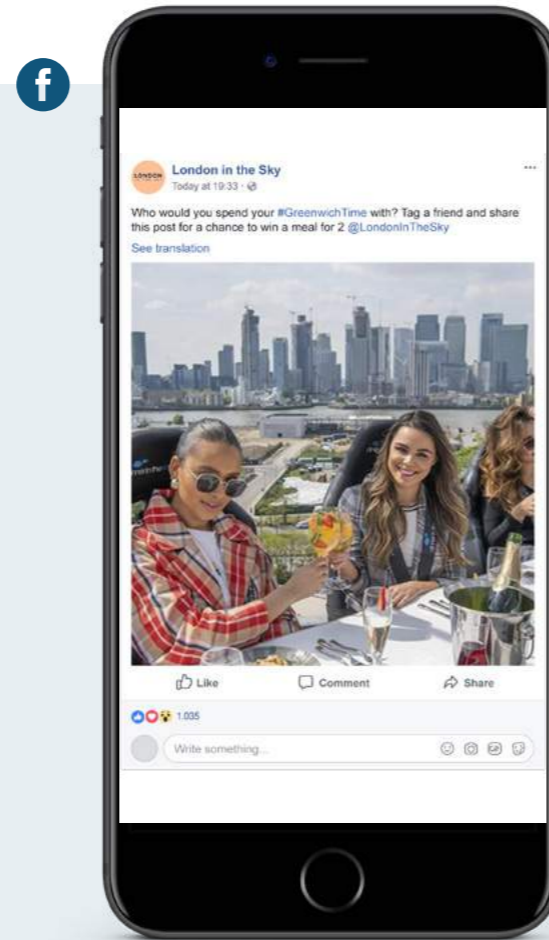 f
London in the Sky
LONDON
Today at 19:33 ·
Who would you spend your #GreenwichTime with? Tag a friend and share
this post for a chance to win a meal for 2 @LondonInTheSky
See translation
Like
Comment
Share
1.035
Write something...
GIF